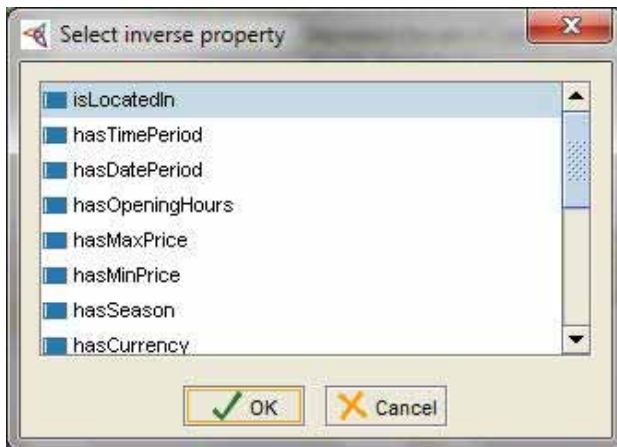 Select inverse property
isLocatedIn
hasTimePeriod
hasDatePeriod
hasOpeningHours
hasMaxPrice
hasMinPrice
hasSeason
hasCurrency
OK
Cancel